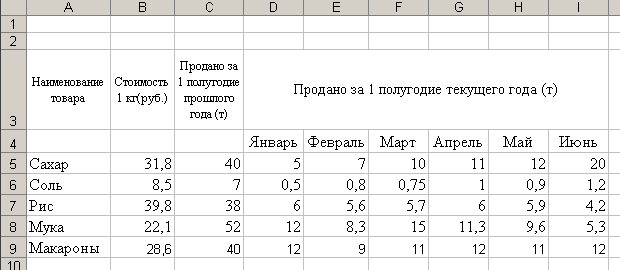 A B C D E F G H I
1
2
3 Наименование товара Стоимость 1 кг(руб.) Продано за 1 полугодие прошлого года (т) Продано за 1 полугодие текущего года (т)
4 Январь Февраль Март Апрель Май Июнь
5 Сахар 31,8 40 5 7 10 11 12 20
6 Соль 8,5 7 0,5 0,8 0,75 1 0,9 1,2
7 Рис 39,8 38 6 5,6 5,7 6 5,9 4,2
8 Мука 22,1 52 12 8,3 15 11,3 9,6 5,3
9 Макароны 28,6 40 12 9 11 12 11 12
10